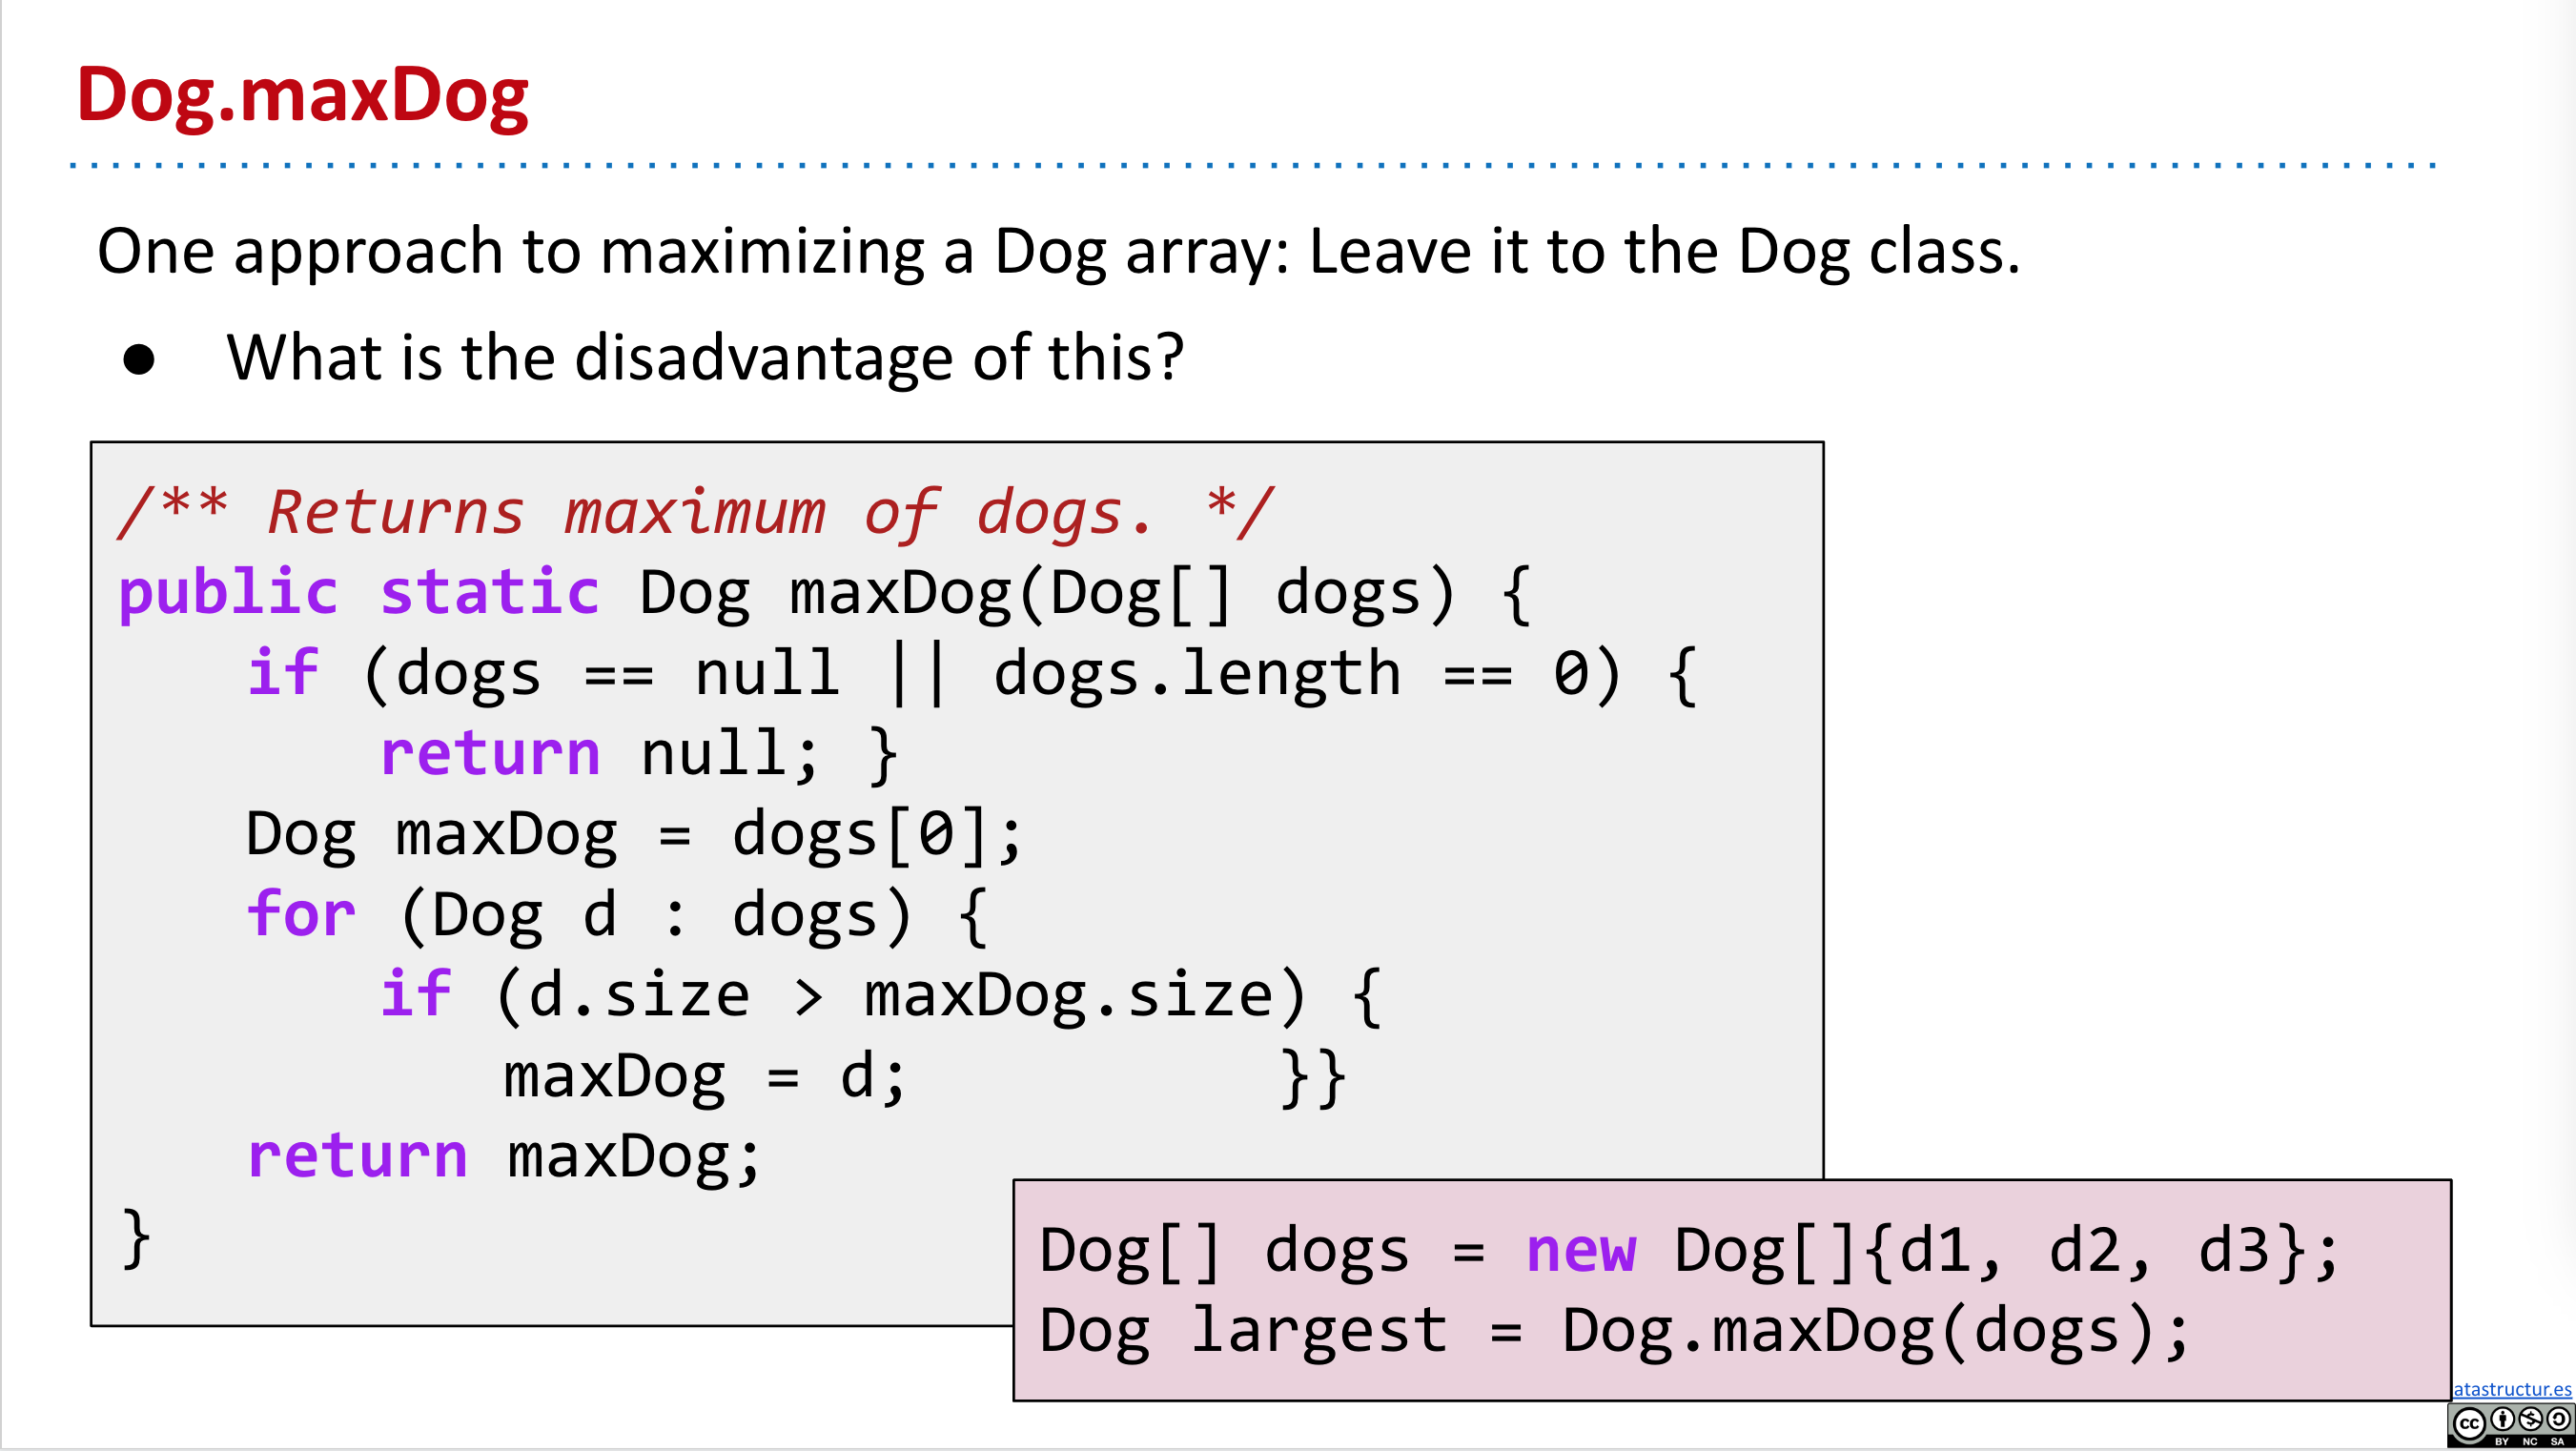 Dog.maxDog
One approach to maximizing a Dog array: Leave it to the Dog class.
● What is the disadvantage of this?
/** Returns maximum of dogs. */
public static Dog maxDog(Dog[] dogs) {
    if (dogs == null || dogs.length == 0) {
        return null; }
    Dog maxDog = dogs[0];
    for (Dog d : dogs) {
        if (d.size > maxDog.size) {
            maxDog = d;          }}
    return maxDog;
}
Dog[] dogs = new Dog[]{d1, d2, d3};
Dog largest = Dog.maxDog(dogs);
atastructur.es
cc
BY NC SA